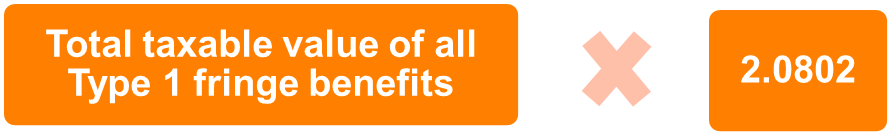 Total taxable value of all
Type 1 fringe benefits
2.0802